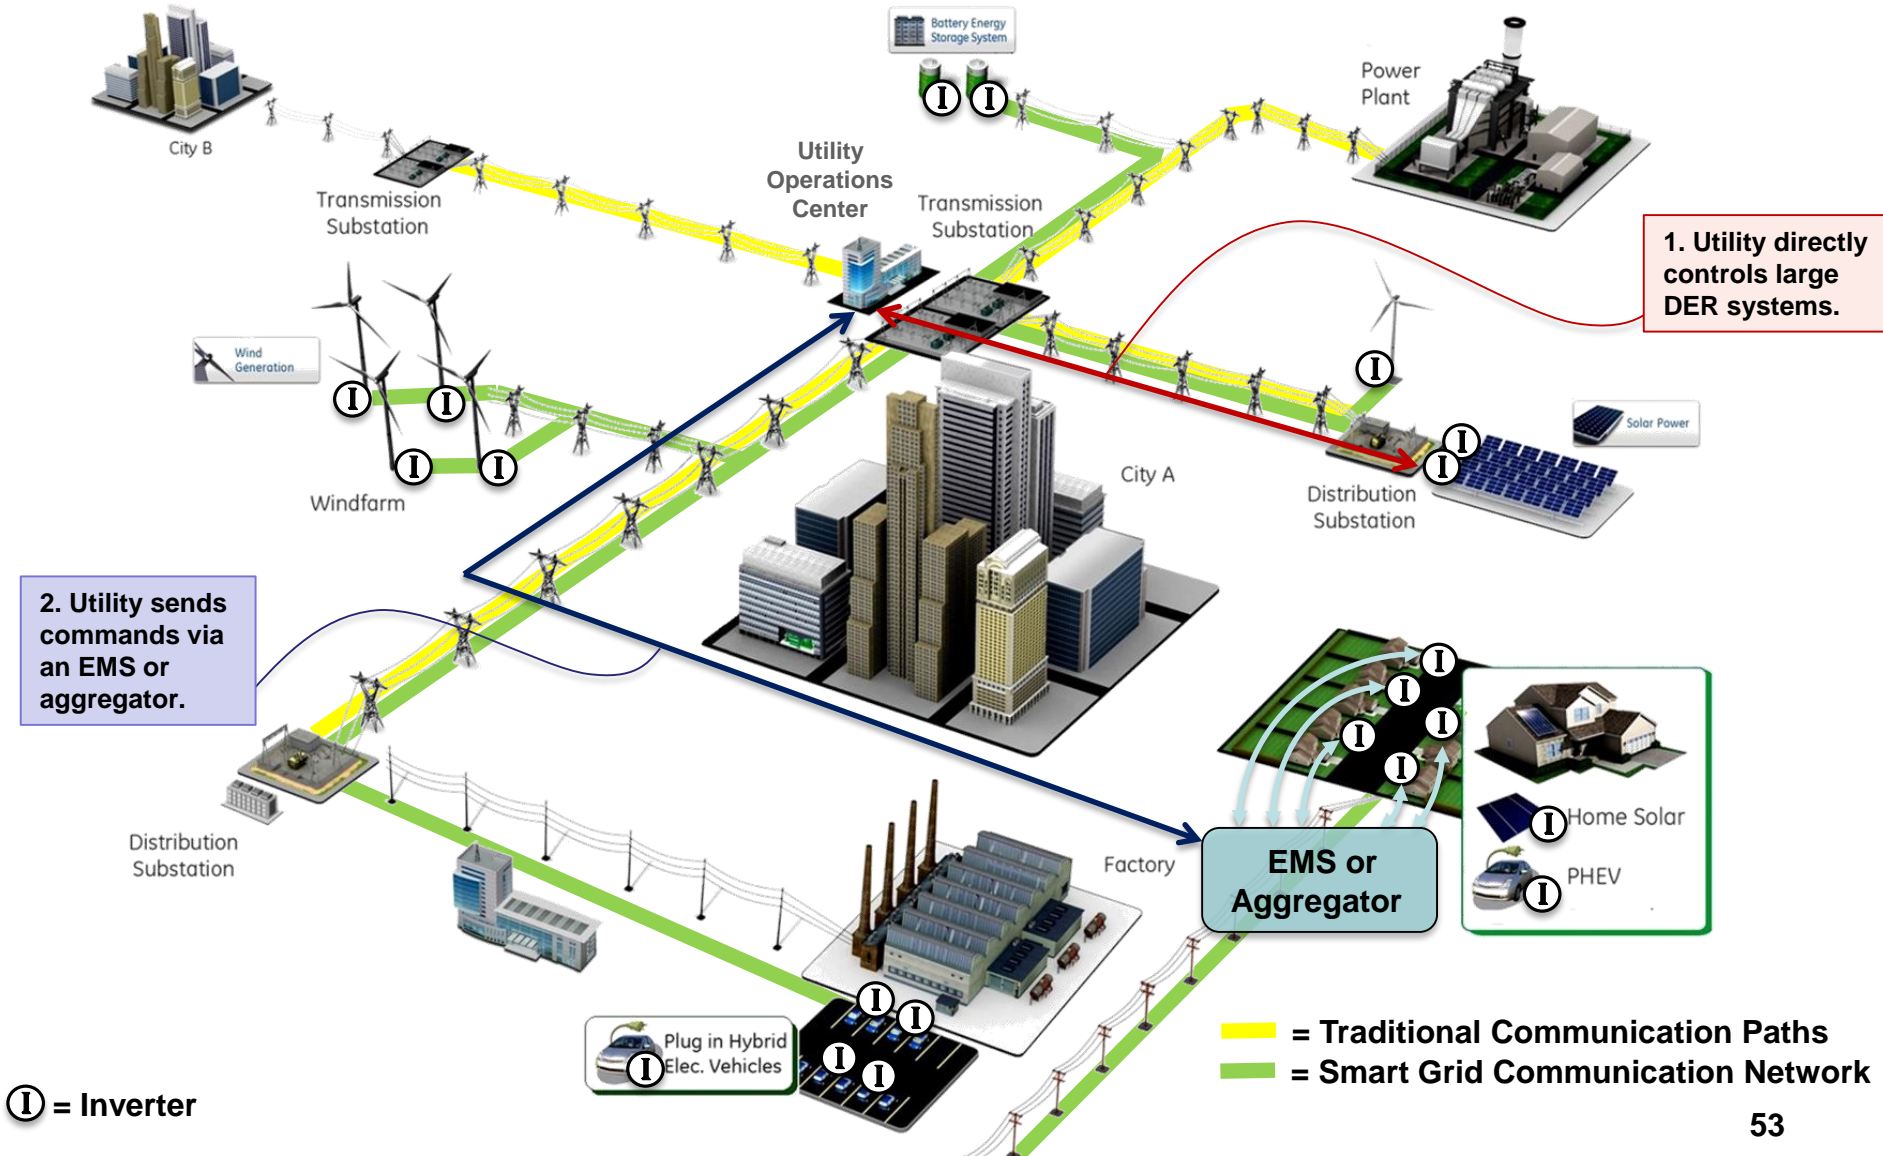 Battery Energy
Storage System
I I
Power
Plant
City B
Utility
Operations
Center
Transmission
Substation
Transmission
Substation
1. Utility directly
controls large
DER systems.
Wind
Generation
I I
I I
Windfarm
I
Solar Power
I
I
City A
Distribution
Substation
2. Utility sends
commands via
an EMS or
aggregator.
I
I
I
I
I
Home Solar
I
PHEV
I
Distribution
Substation
Factory
EMS or
Aggregator
I
I
I
I
Plug in Hybrid
Elec. Vehicles
I
= Traditional Communication Paths
= Smart Grid Communication Network
I = Inverter
53